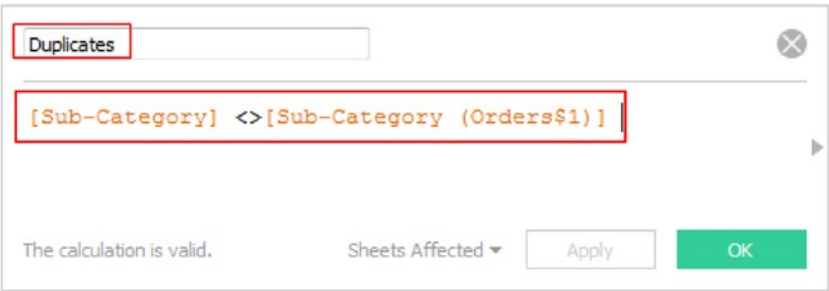 Duplicates
[Sub-Category] <>[Sub-Category (Orders$1)]
The calculation is valid. Sheets Affected Apply OK